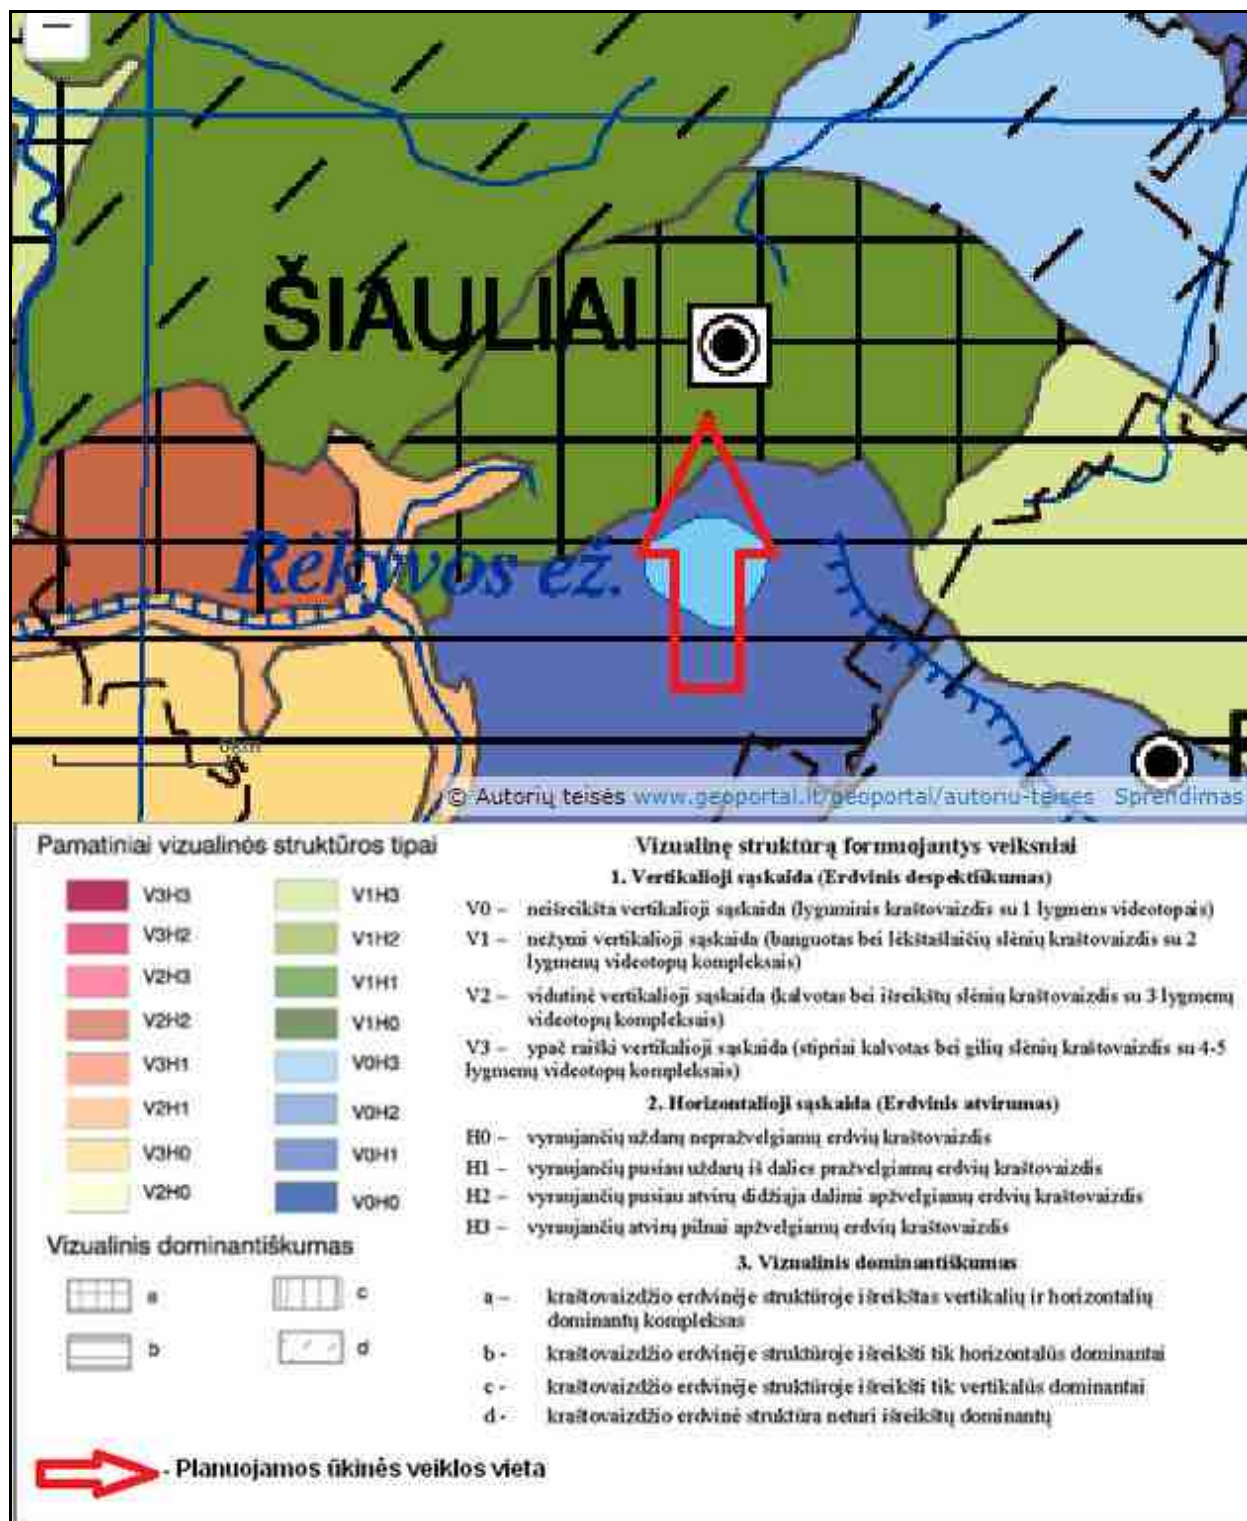 ŠIAULIAI
Rėkyvos ež.
6km
© Autorių teisės www.geoportal.lt/geoportal/autoriu-teises Sprendimas
Pamatiniai vizualinės struktūros tipai
V3H3
V3H2
V2H3
V2H2
V3H1
V2H1
V3H0
V2H0
V1H3
V1H2
V1H1
V1H0
V0H3
V0H2
V0H1
V0H0
Vizualinis dominantiškumas
a
b
c
d
Vizualinę struktūrą formuojantys veiksniai
1. Vertikalioji sąskaida (Erdvinis despektiškumas)
V0 – neišreikšta vertikalioji sąskaida (lyguminis kraštovaizdis su 1 lygmens videotopais)
V1 – nežymi vertikalioji sąskaida (banguotas bei lėkštašlaičių slėnių kraštovaizdis su 2
lygmenų videotopų kompleksais)
V2 – vidutinė vertikalioji sąskaida (kalvotas bei išreikštų slėnių kraštovaizdis su 3 lygmenų
videotopų kompleksais)
V3 – ypač raiški vertikalioji sąskaida (stipriai kalvotas bei gilių slėnių kraštovaizdis su 4-5
lygmenų videotopų kompleksais)
2. Horizontalioji sąskaida (Erdvinis atvirumas)
H0 – vyraujančių uždarų nepražvelgiamų erdvių kraštovaizdis
H1 – vyraujančių pusiau uždarų iš dalies pražvelgiamų erdvių kraštovaizdis
H2 – vyraujančių pusiau atvirų didžiąja dalimi apžvelgiamų erdvių kraštovaizdis
H3 – vyraujančių atvirų pilnai apžvelgiamų erdvių kraštovaizdis
3. Vizualinis dominantiškumas
a – kraštovaizdžio erdvinėje struktūroje išreikštas vertikalių ir horizontalių
dominantų kompleksas
b - kraštovaizdžio erdvinėje struktūroje išreikšti tik horizontalūs dominantai
c - kraštovaizdžio erdvinėje struktūroje išreikšti tik vertikalūs dominantai
d - kraštovaizdžio erdvinė struktūra neturi išreikštų dominantų
- Planuojamos ūkinės veiklos vieta